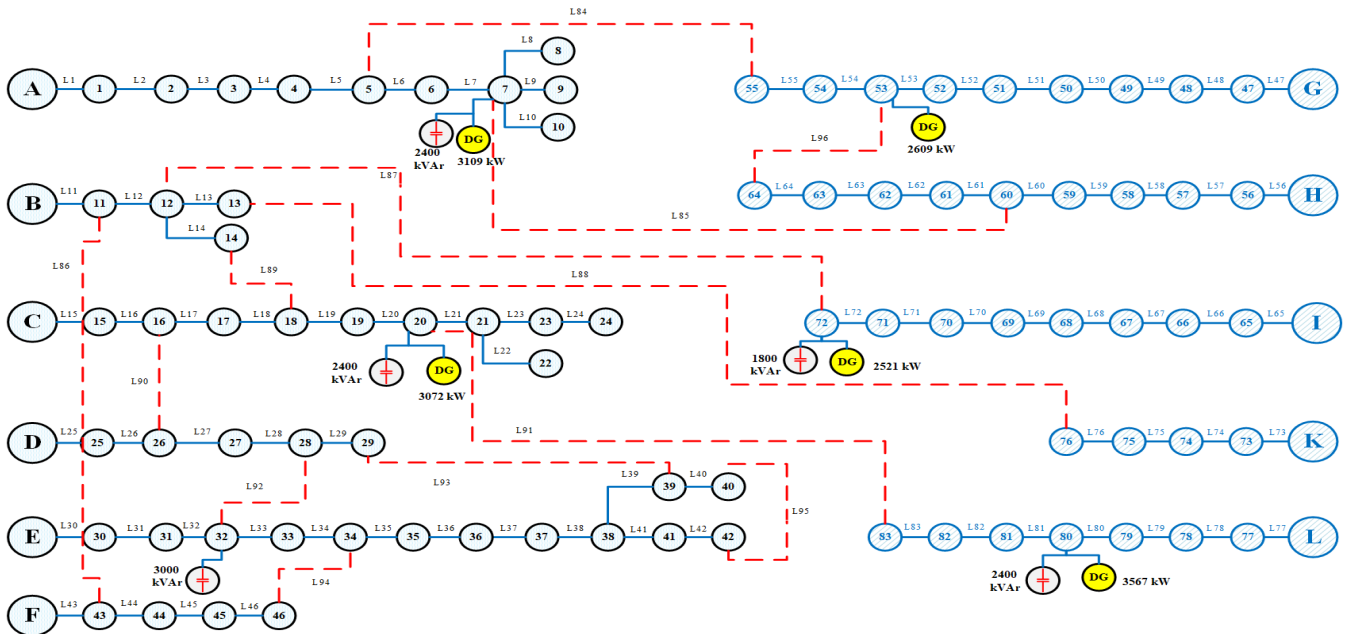 L84
A L1 1 L2 2 L3 3 L4 4 L5 5 L6 6 L7 7 L8 8 L9 9 L10 10
2400 kVAr
DG
3109 kW
55 L55 54 L54 53 L53 52 L52 51 L51 50 L50 49 L49 48 L48 47 L47 G
DG
2609 kW
L96
L87
B L11 11 L12 12 L13 13
L14 14
64 L64 63 L63 62 L62 61 L61 60 L60 59 L59 58 L58 57 L57 56 L56 H
L85
L86
L89
L88
C L15 15 L16 16 L17 17 L18 18 L19 19 L20 20 L21 21 L23 23 L24 24
L22 22
2400
kVAr
DG
3072 kW
72 L72 71 L71 70 L70 69 L69 68 L68 67 L67 66 L66 65 L65 I
1800
kVAr
DG
2521 kW
L90
L91
D L25 25 L26 26 L27 27 L28 28 L29 29
76 L76 75 L75 74 L74 73 L73 K
L92
L93
L39 39 L40 40
L95
E L30 30 L31 31 L32 32 L33 33 L34 34 L35 35 L36 36 L37 37 L38 38 L41 41 L42 42
3000
kVAr
L94
83 L83 82 L82 81 L81 80 L80 79 L79 78 L78 77 L77 L
2400
kVAr
DG
3567 kW
F L43 43 L44 44 L45 45 L46 46